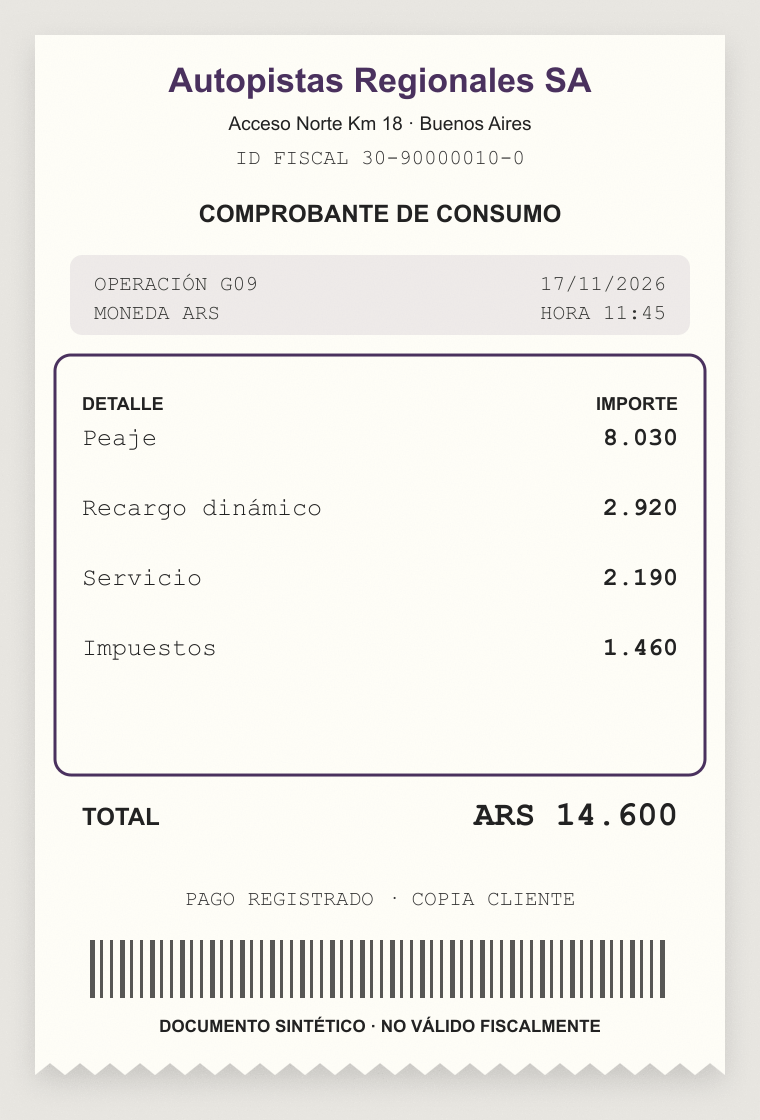 Autopistas Regionales SA
Acceso Norte Km 18 · Buenos Aires
ID FISCAL 30-90000010-0
COMPROBANTE DE CONSUMO
OPERACIÓN G09 17/11/2026
MONEDA ARS HORA 11:45
DETALLE IMPORTE
Peaje 8.030
Recargo dinámico 2.920
Servicio 2.190
Impuestos 1.460
TOTAL ARS 14.600
PAGO REGISTRADO · COPIA CLIENTE
DOCUMENTO SINTÉTICO · NO VÁLIDO FISCALMENTE